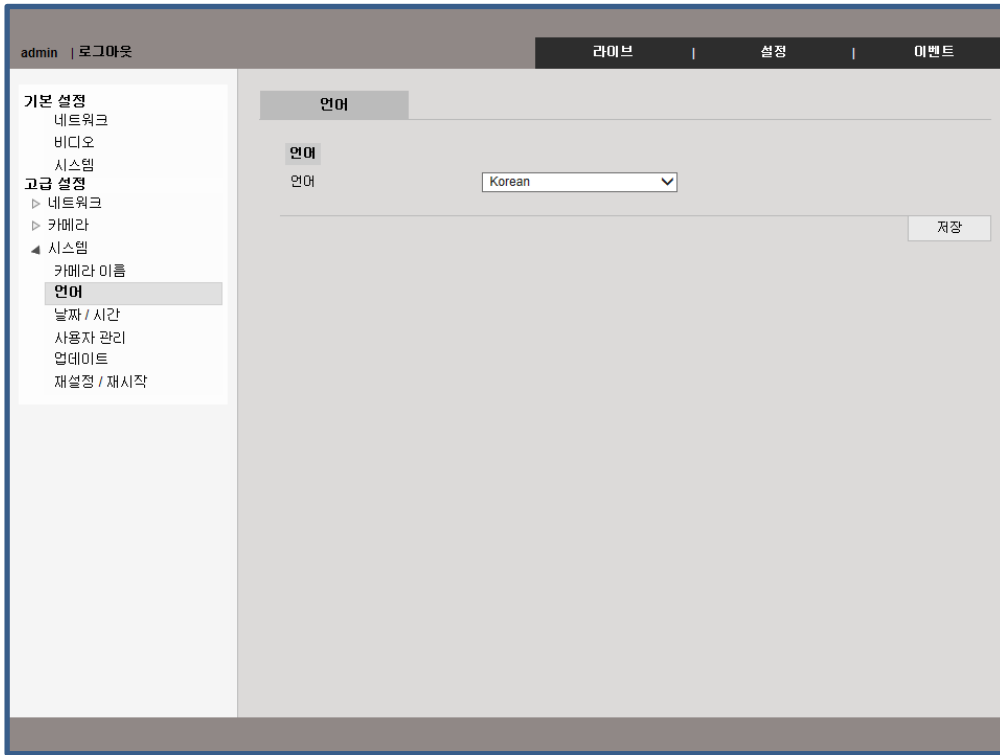 admin | 로그아웃
라이브 | 설정 | 이벤트
기본 설정
네트워크
비디오
시스템
고급 설정
▷ 네트워크
▷ 카메라
◢ 시스템
카메라 이름
언어
날짜 / 시간
사용자 관리
업데이트
재설정 / 재시작
언어
언어
언어 Korean
저장